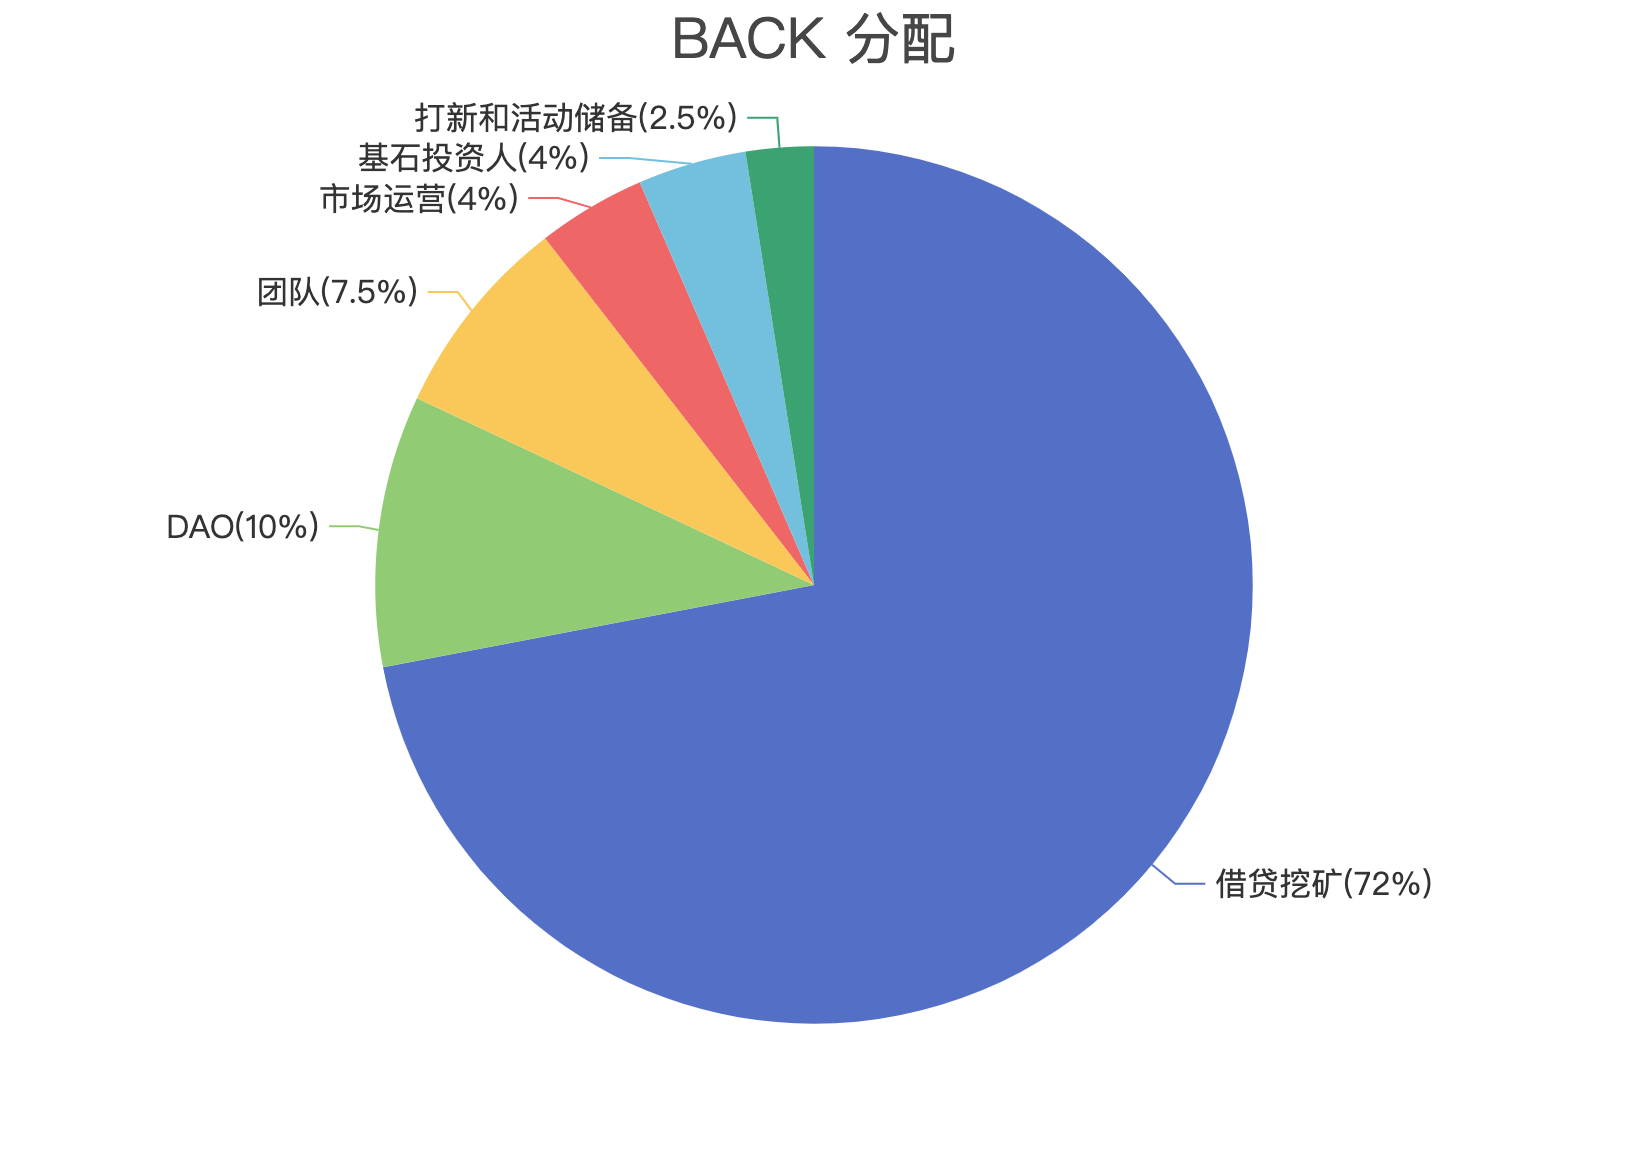 BACK 分配
打新和活动储备(2.5%)
基石投资人(4%)
市场运营(4%)
团队(7.5%)
DAO(10%)
借贷挖矿(72%)